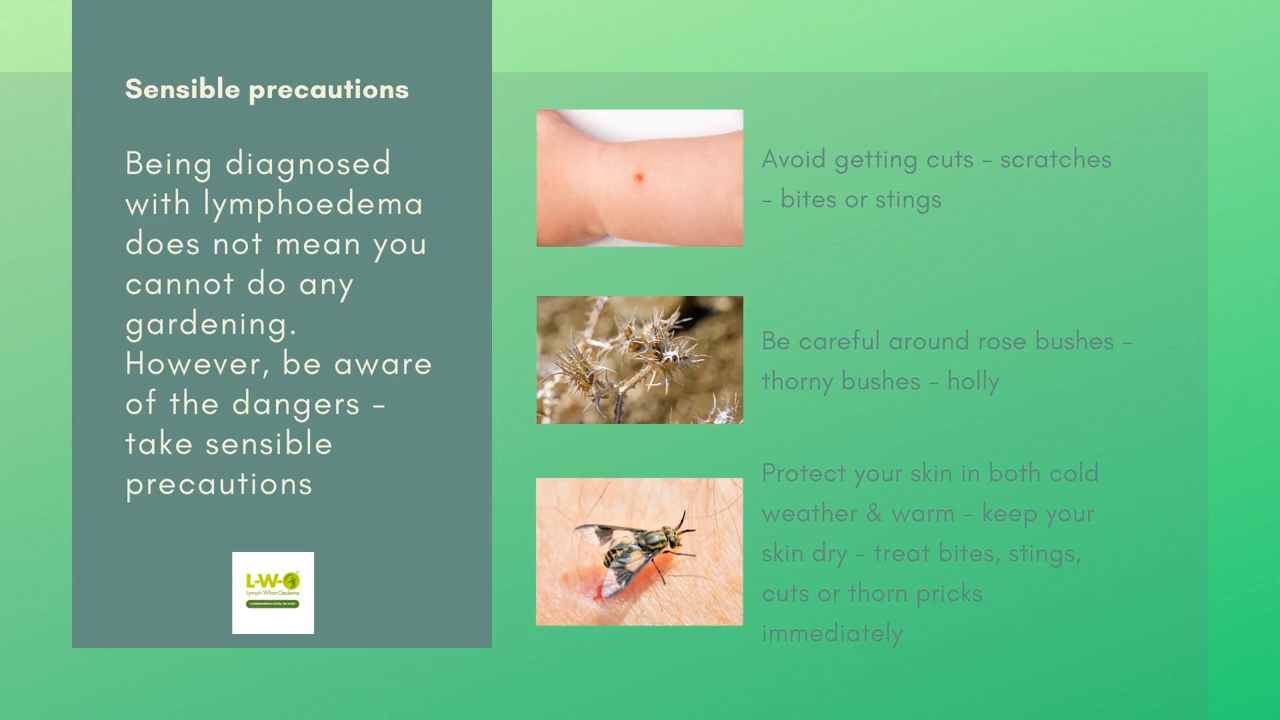 Sensible precautions
Being diagnosed
with lymphoedema
does not mean you
cannot do any
gardening.
However, be aware
of the dangers -
take sensible
precautions
L-W-O
Lymph-What-Oedema
Avoid getting cuts - scratches
- bites or stings
Be careful around rose bushes -
thorny bushes - holly
Protect your skin in both cold
weather & warm - keep your
skin dry - treat bites, stings,
cuts or thorn pricks
immediately